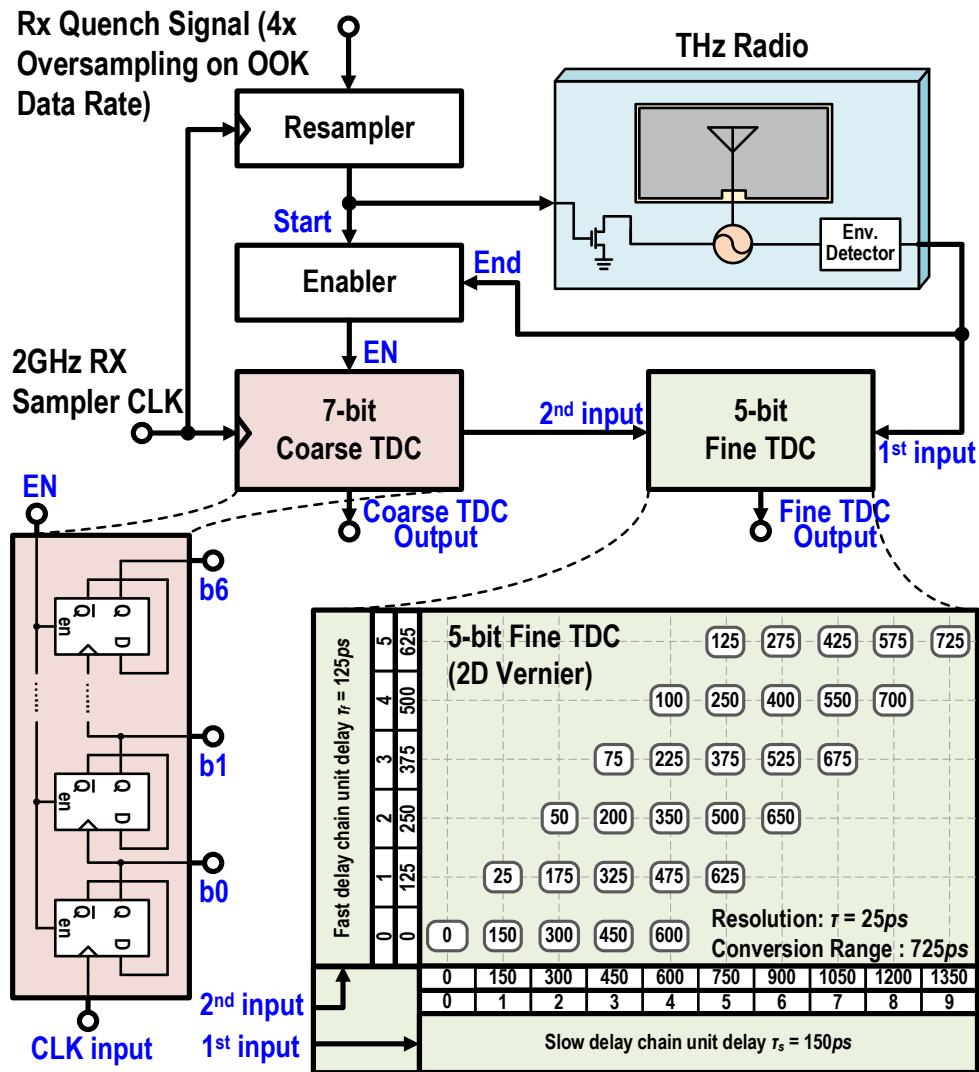 Rx Quench Signal (4x
Oversampling on OOK
Data Rate)
THz Radio
Resampler
Start
Env.
Detector
End
Enabler
EN
2GHz RX
Sampler CLK
7-bit
Coarse TDC
2nd input
5-bit
Fine TDC
1st input
EN
Coarse TDC
Output
Fine TDC
Output
b6
Q Q
en D
b1
Q Q
en D
b0
Q Q
en D
CLK input
5-bit Fine TDC
(2D Vernier)
Fast delay chain unit delay τf = 125ps
5 625 125 275 425 575 725
4 500 100 250 400 550 700
3 375 75 225 375 525 675
2 250 50 200 350 500 650
1 125 25 175 325 475 625
0 0 0 150 300 450 600
Resolution: τ = 25ps
Conversion Range : 725ps
0 150 300 450 600 750 900 1050 1200 1350
0 1 2 3 4 5 6 7 8 9
2nd input
1st input
Slow delay chain unit delay τs = 150ps